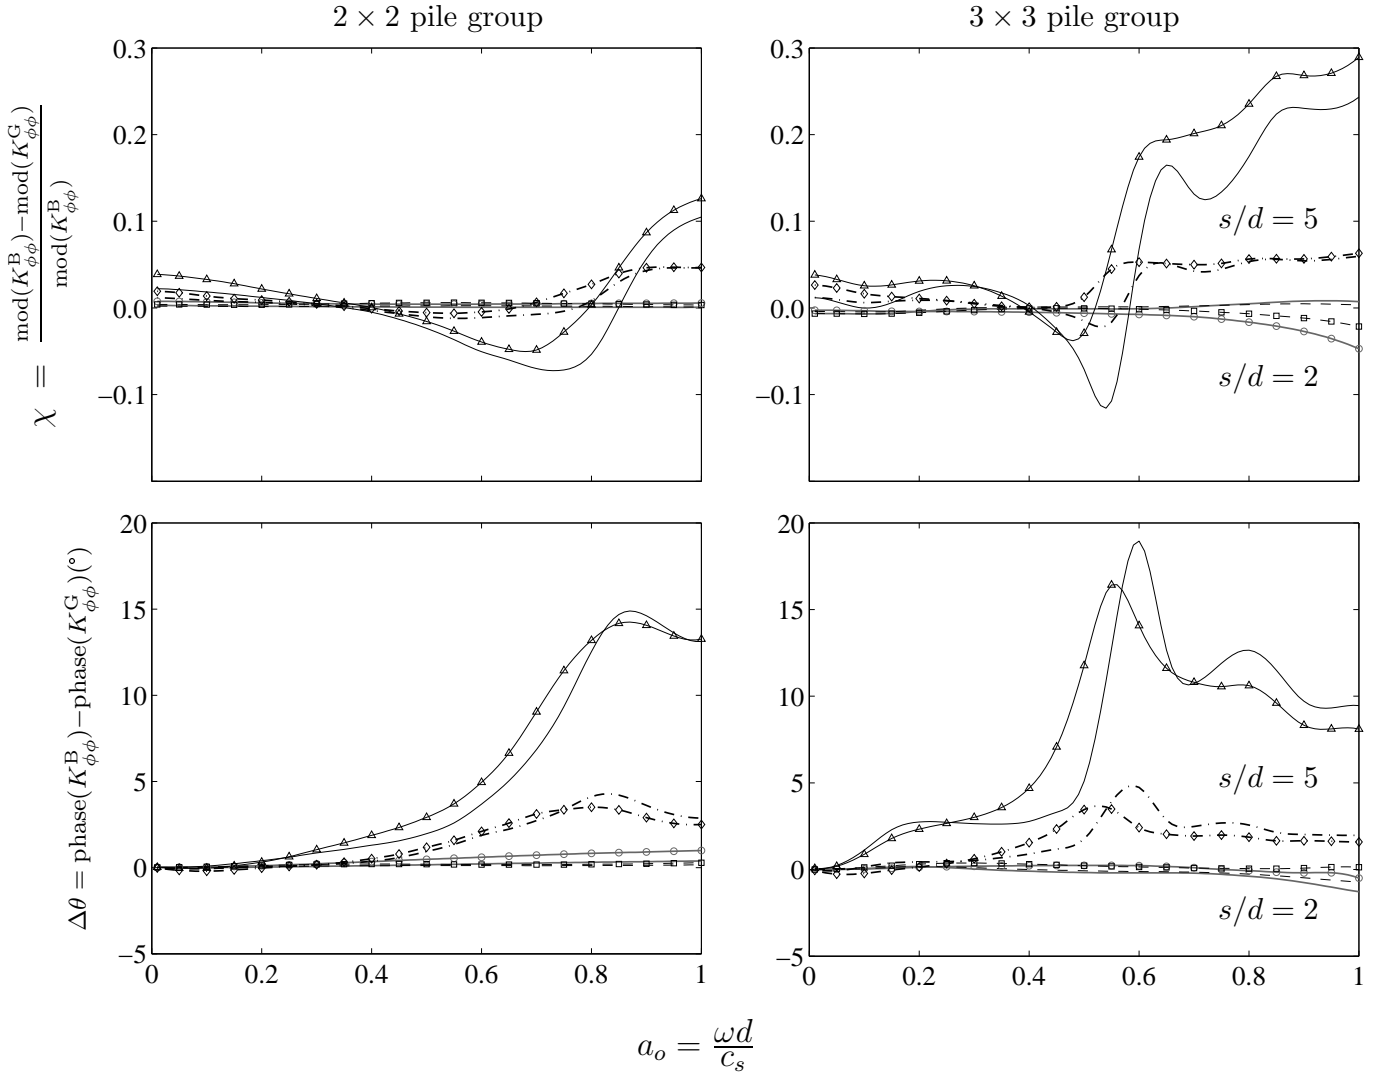 2 × 2 pile group
3 × 3 pile group
χ = mod(K^B_ϕϕ)−mod(K^G_ϕϕ) / mod(K^B_ϕϕ)
0.3
0.2
0.1
0.0
−0.1
0.3
0.2
0.1
0.0
−0.1
s/d = 5
s/d = 2
Δθ = phase(K^B_ϕϕ)−phase(K^G_ϕϕ)(°)
20
15
10
5
0
−5
0 0.2 0.4 0.6 0.8 1
20
15
10
5
0
−5
s/d = 5
s/d = 2
0 0.2 0.4 0.6 0.8 1
a_o = ωd / c_s